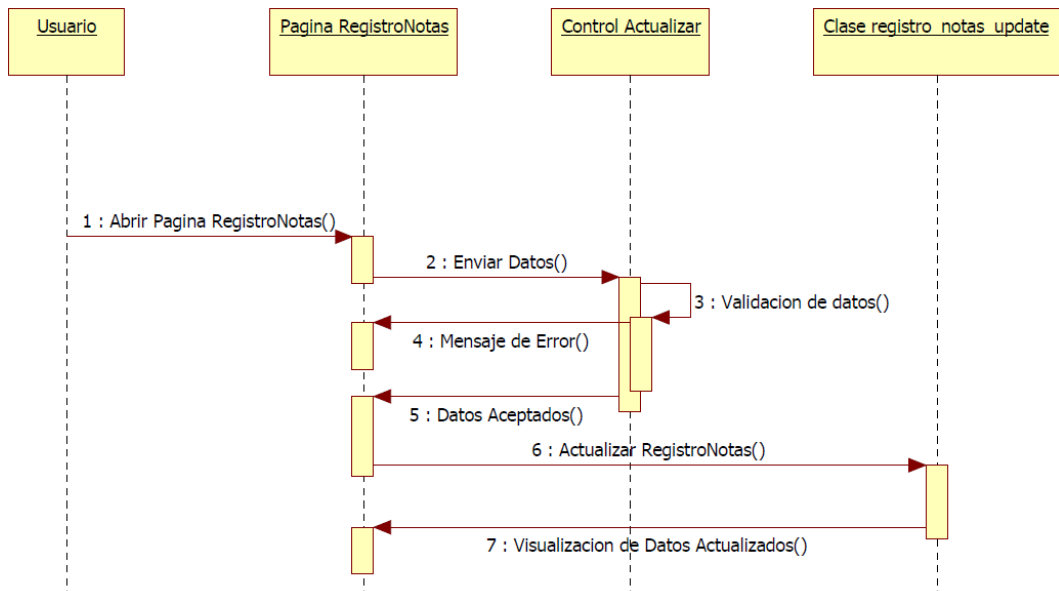 Usuario
Pagina RegistroNotas
Control Actualizar
Clase registro_notas_update
1 : Abrir Pagina RegistroNotas()
2 : Enviar Datos()
3 : Validacion de datos()
4 : Mensaje de Error()
5 : Datos Aceptados()
6 : Actualizar RegistroNotas()
7 : Visualizacion de Datos Actualizados()